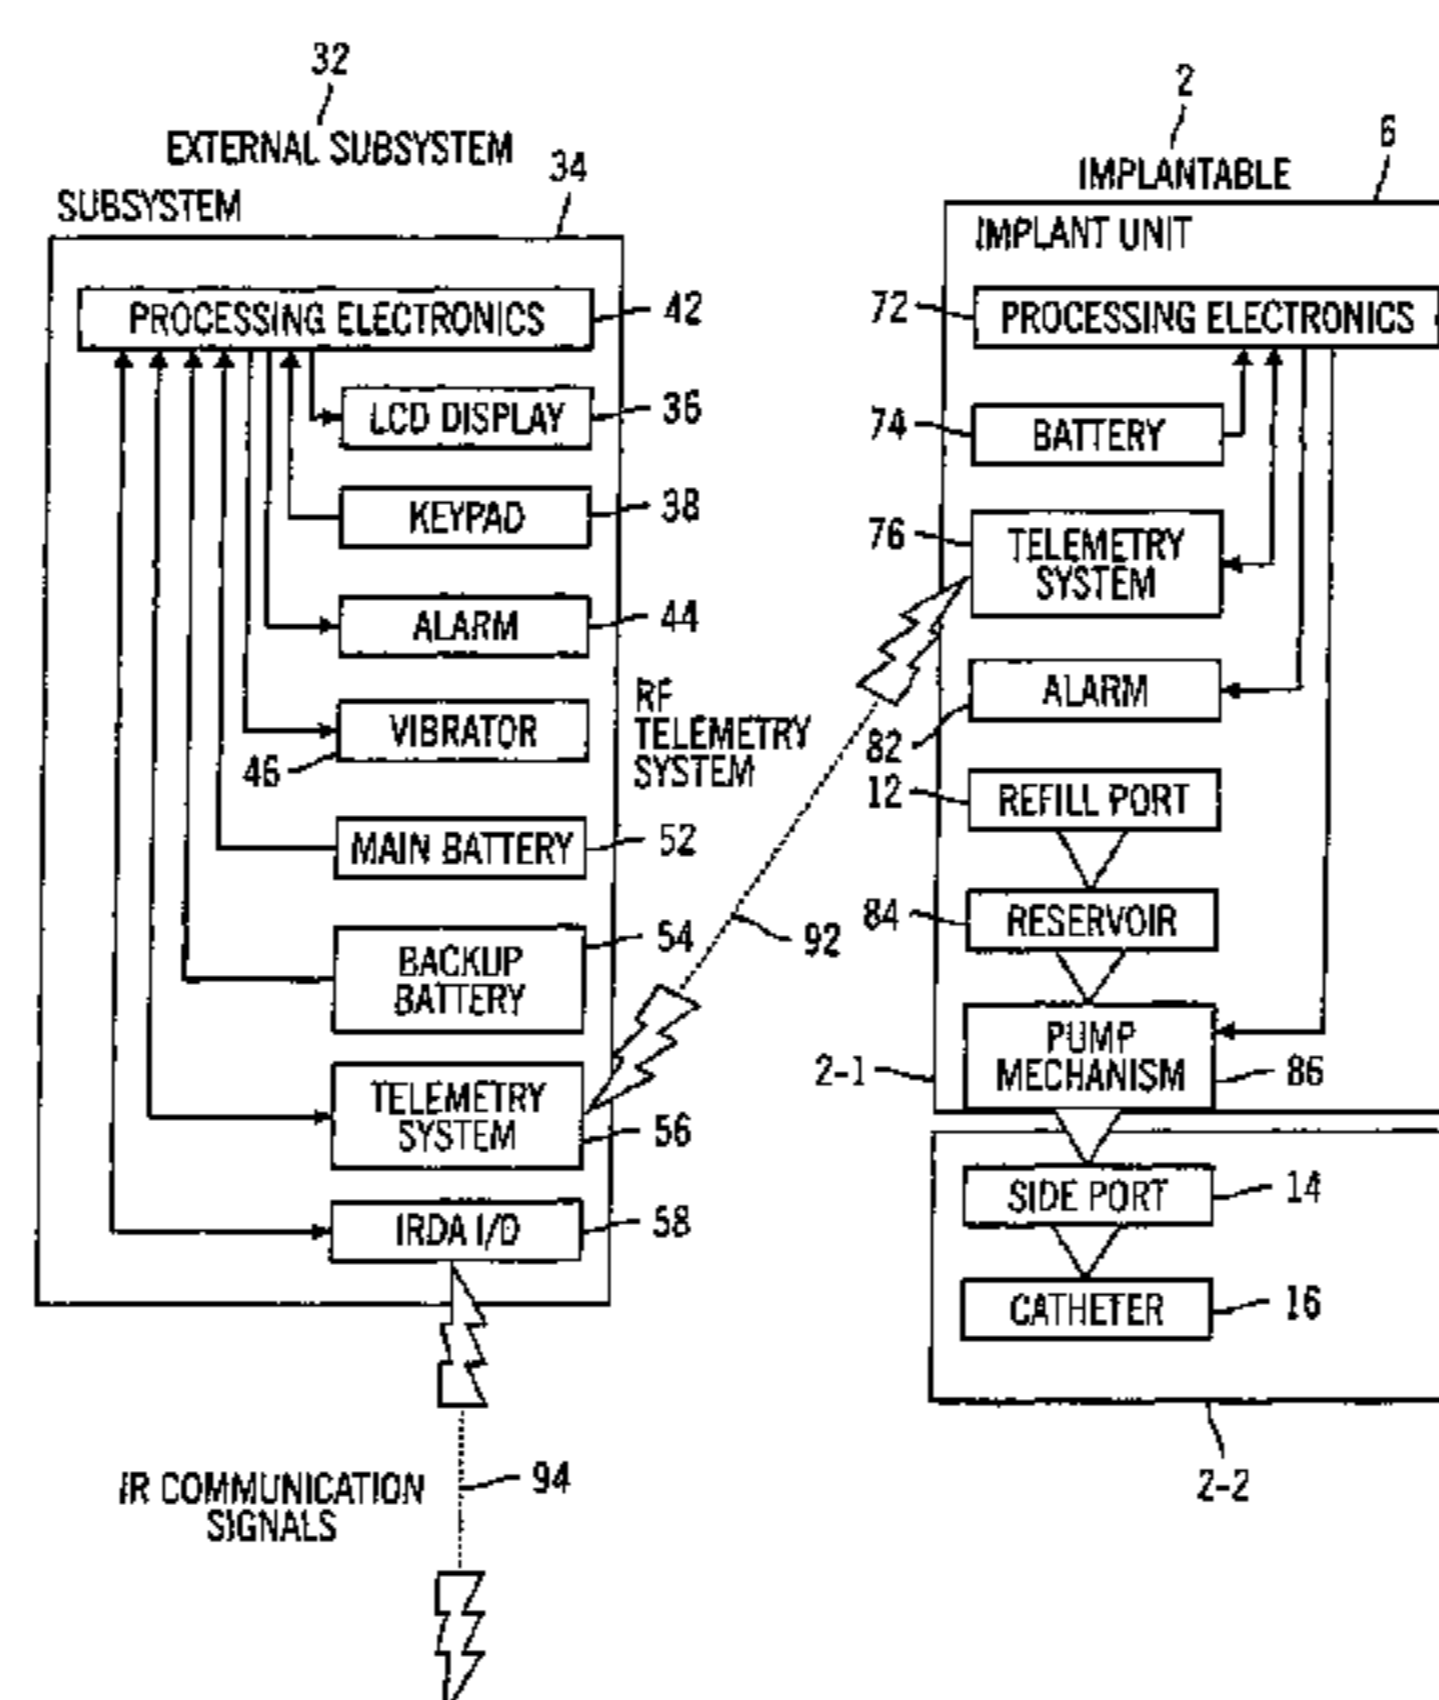 32
EXTERNAL SUBSYSTEM
SUBSYSTEM
34
PROCESSING ELECTRONICS
42
LCD DISPLAY
36
KEYPAD
38
ALARM
44
VIBRATOR
46
MAIN BATTERY
52
BACKUP
BATTERY
54
TELEMETRY
SYSTEM
56
IRDA I/O
58
RF
TELEMETRY
SYSTEM
92
IR COMMUNICATION
SIGNALS
94
2
IMPLANTABLE
6
IMPLANT UNIT
72
PROCESSING ELECTRONICS
74
BATTERY
76
TELEMETRY
SYSTEM
ALARM
82
12
REFILL PORT
84
RESERVOIR
PUMP
MECHANISM
2-1
86
SIDE PORT
14
CATHETER
16
2-2